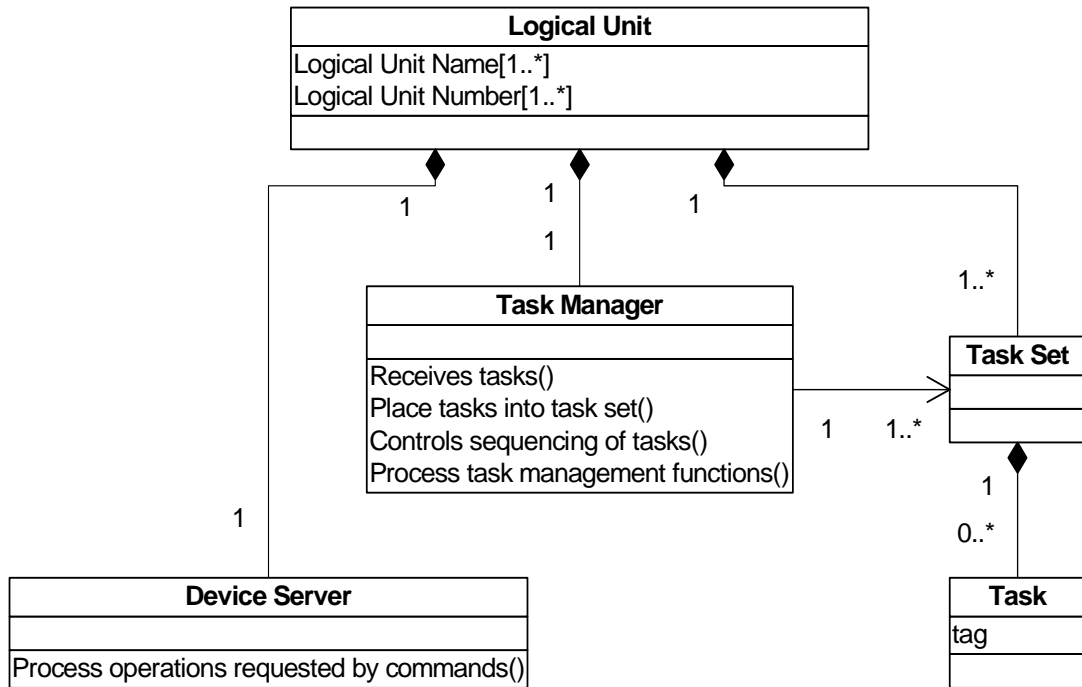 Logical Unit
Logical Unit Name[1..*]
Logical Unit Number[1..*]
1
1
1
1
1..*
Task Manager
Receives tasks()
Place tasks into task set()
Controls sequencing of tasks()
Process task management functions()
Task Set
1
1..*
1
1
0..*
Device Server
Process operations requested by commands()
Task
tag